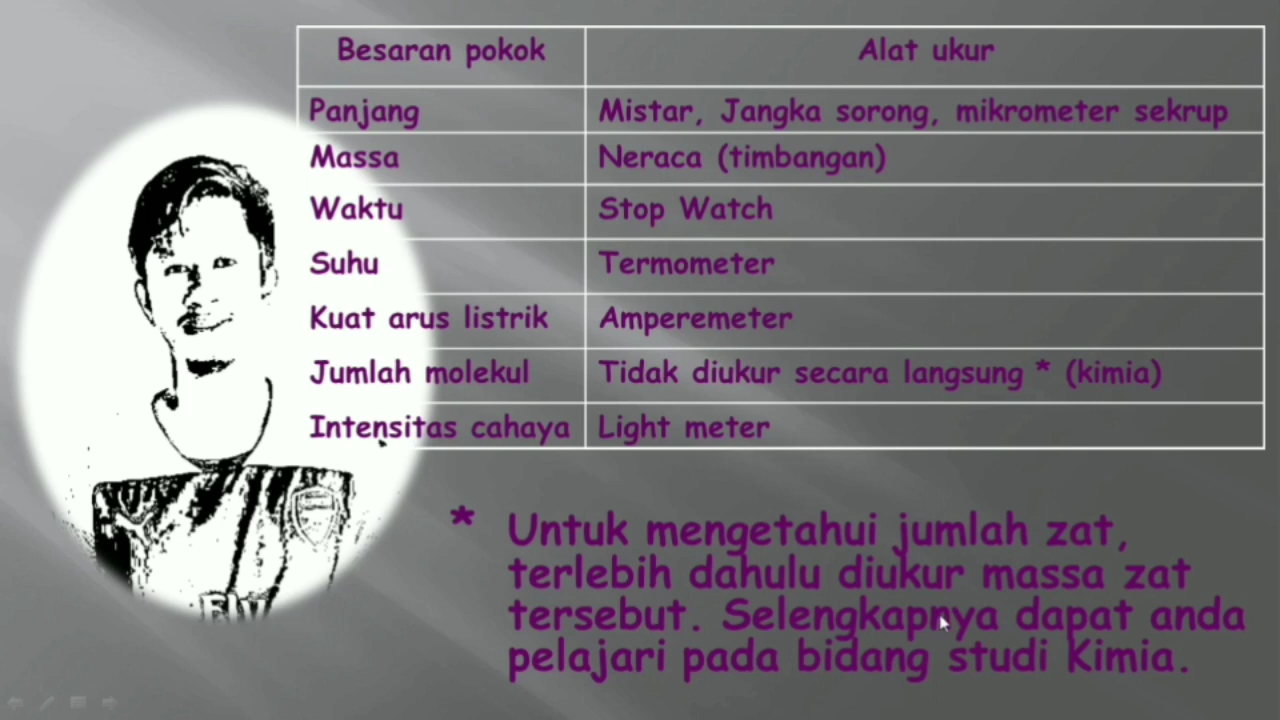 Besaran pokok Alat ukur
Panjang Mistar, Jangka sorong, mikrometer sekrup
Massa Neraca (timbangan)
Waktu Stop Watch
Suhu Termometer
Kuat arus listrik Amperemeter
Jumlah molekul Tidak diukur secara langsung * (kimia)
Intensitas cahaya Light meter
* Untuk mengetahui jumlah zat,
terlebih dahulu diukur massa zat
tersebut. Selengkapnya dapat anda
pelajari pada bidang studi Kimia.